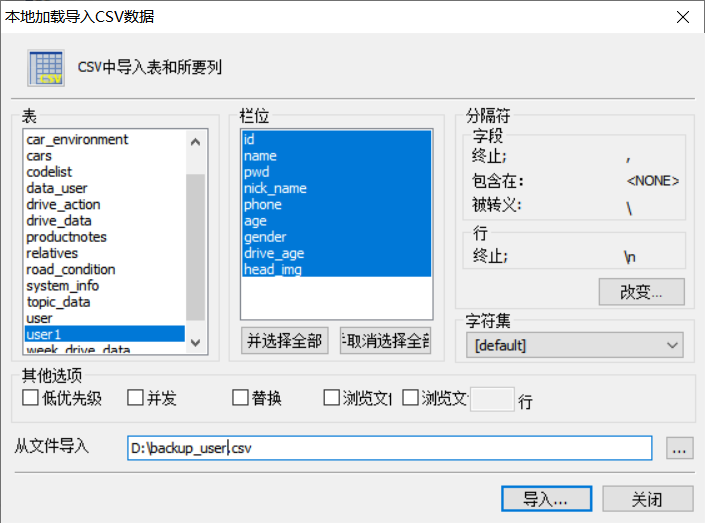 本地加载导入CSV数据
CSV中导入表和所要列
表
car_environment
cars
codelist
data_user
drive_action
drive_data
productnotes
relatives
road_condition
system_info
topic_data
user
user1
week_drive_data
栏位
id
name
pwd
nick_name
phone
age
gender
drive_age
head_img
并选择全部
取消选择全部
分隔符
字段
终止; ,
包含在: <NONE>
被转义: \
行
终止; \n
改变...
字符集
[default]
其他选项
低优先级 并发 替换 浏览文 浏览文 行
从文件导入 D:\backup_user.csv ...
导入... 关闭